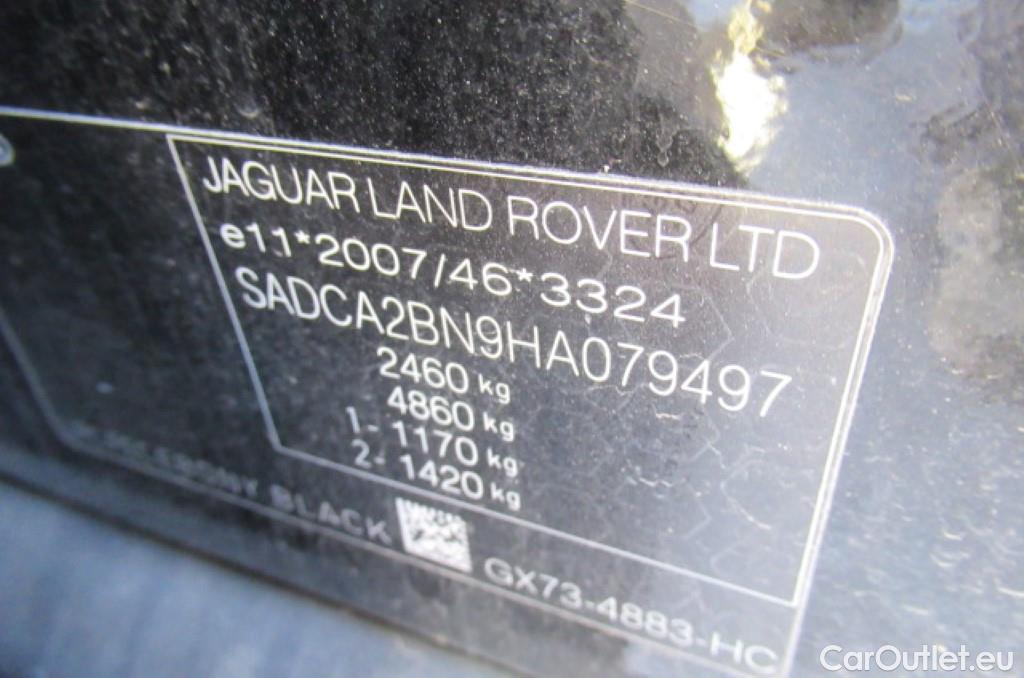 JAGUAR LAND ROVER LTD
e11*2007/46*3324
SADCA2BN9HA079497
2460 kg
4860 kg
1- 1170 kg
2- 1420 kg
EBONY BLACK
GX73-4883-HC
CarOutlet.eu